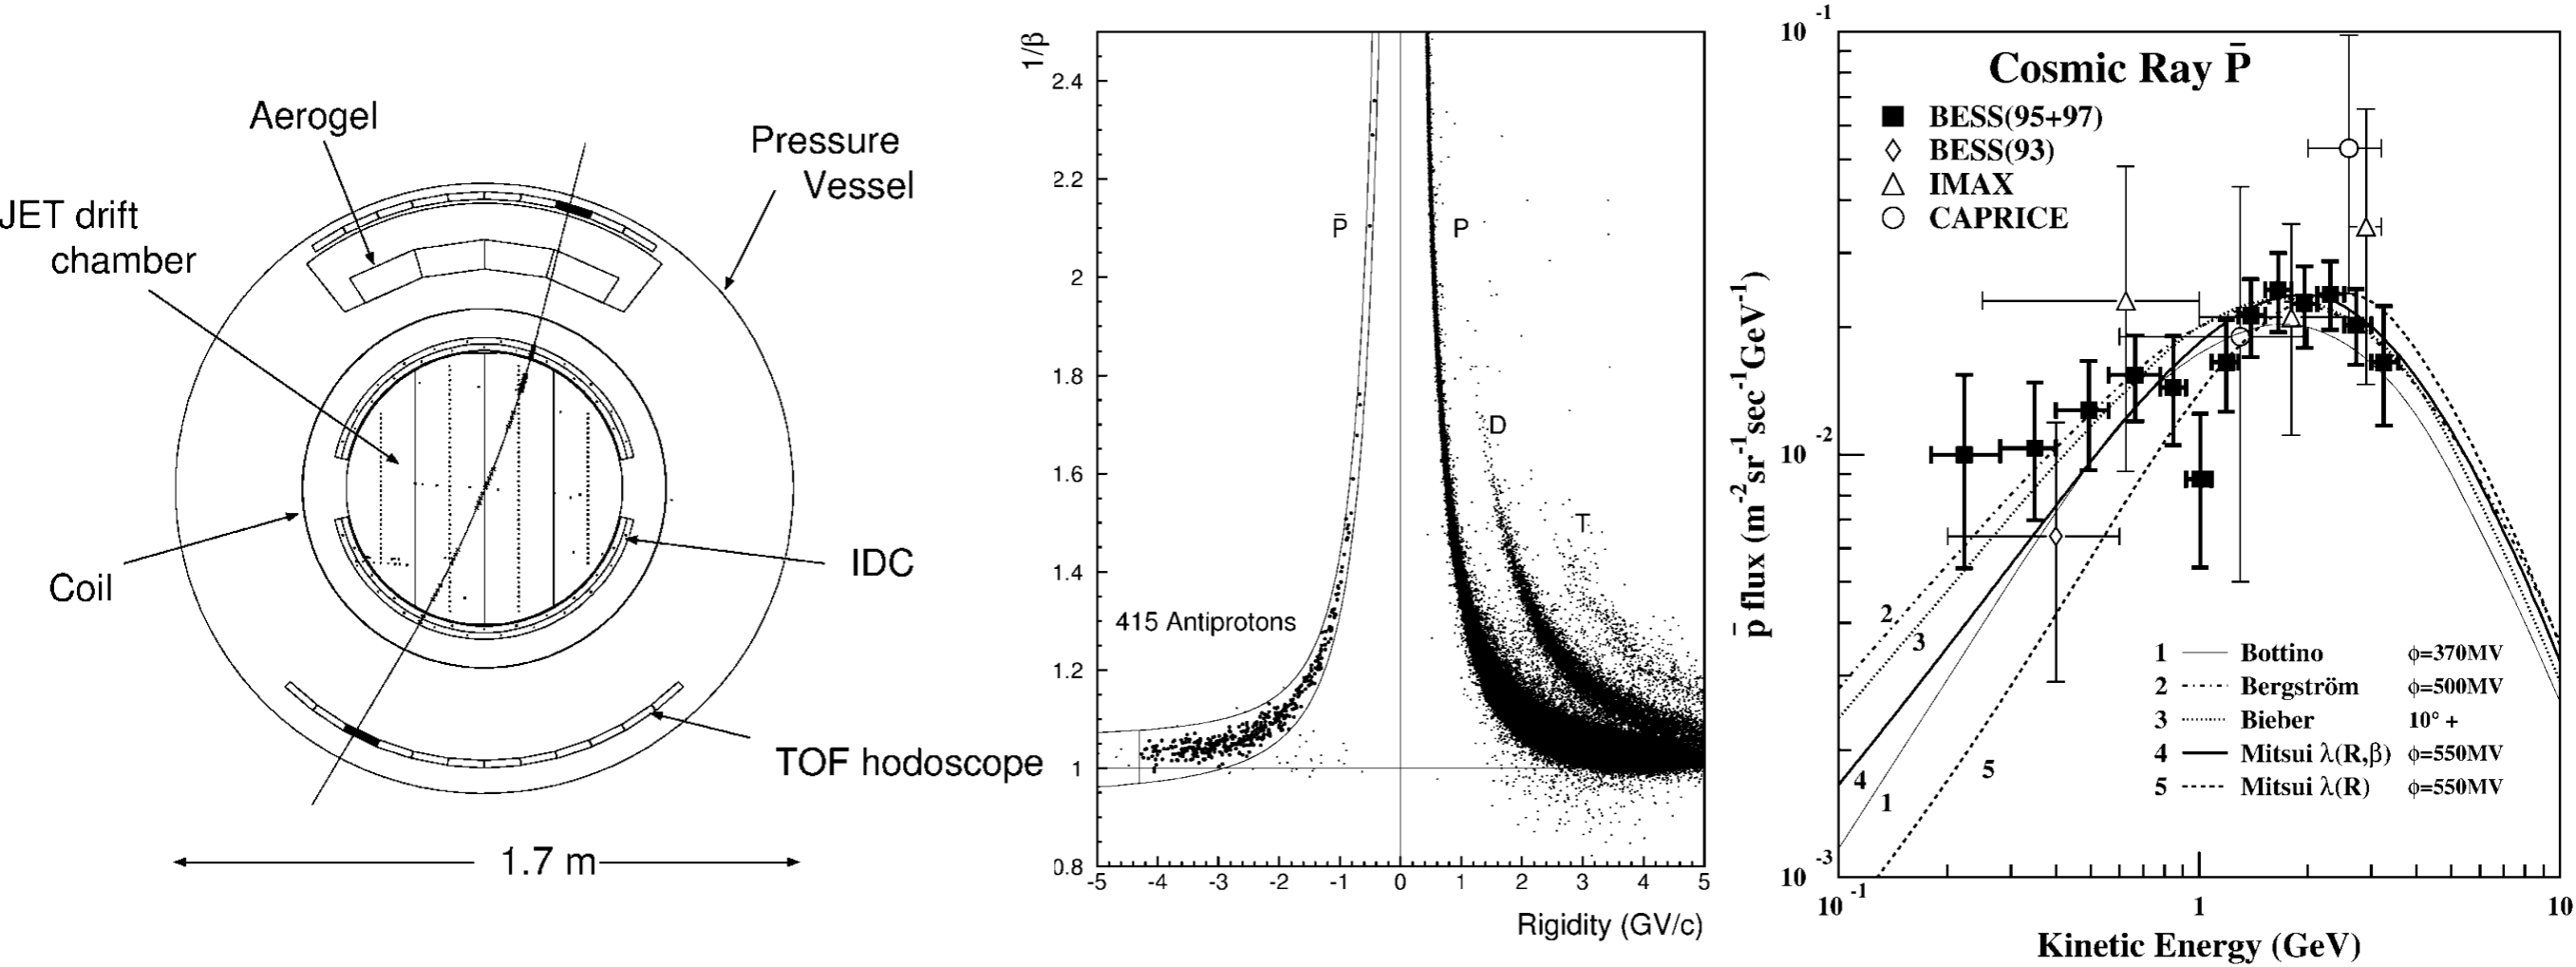 Aerogel
Pressure
Vessel
JET drift
chamber
Coil
IDC
TOF hodoscope
1.7 m
1/β
2.4
2.2
2
1.8
1.6
1.4
1.2
1
0.8
-5 -4 -3 -2 -1 0 1 2 3 4 5
Rigidity (GV/c)
P̄
P
D
T
415 Antiprotons
Cosmic Ray P̄
BESS(95+97)
BESS(93)
IMAX
CAPRICE
p̄ flux (m⁻²sr⁻¹sec⁻¹GeV⁻¹)
10⁻¹
10⁻²
10⁻³
2
3
4
1
5
1 Bottino ϕ=370MV
2 Bergström ϕ=500MV
3 Bieber 10° +
4 Mitsui λ(R,β) ϕ=550MV
5 Mitsui λ(R) ϕ=550MV
10⁻¹ 1 10
Kinetic Energy (GeV)